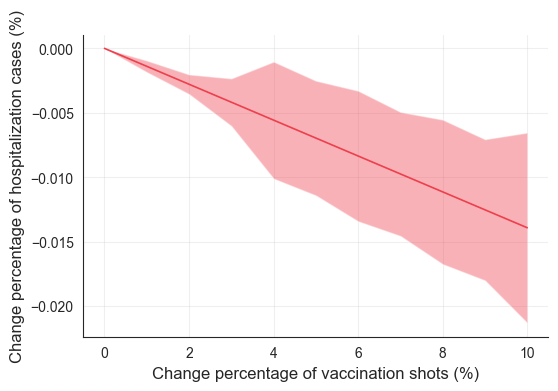 Change percentage of hospitalization cases (%)
0.000
−0.005
−0.010
−0.015
−0.020
0 2 4 6 8 10
Change percentage of vaccination shots (%)